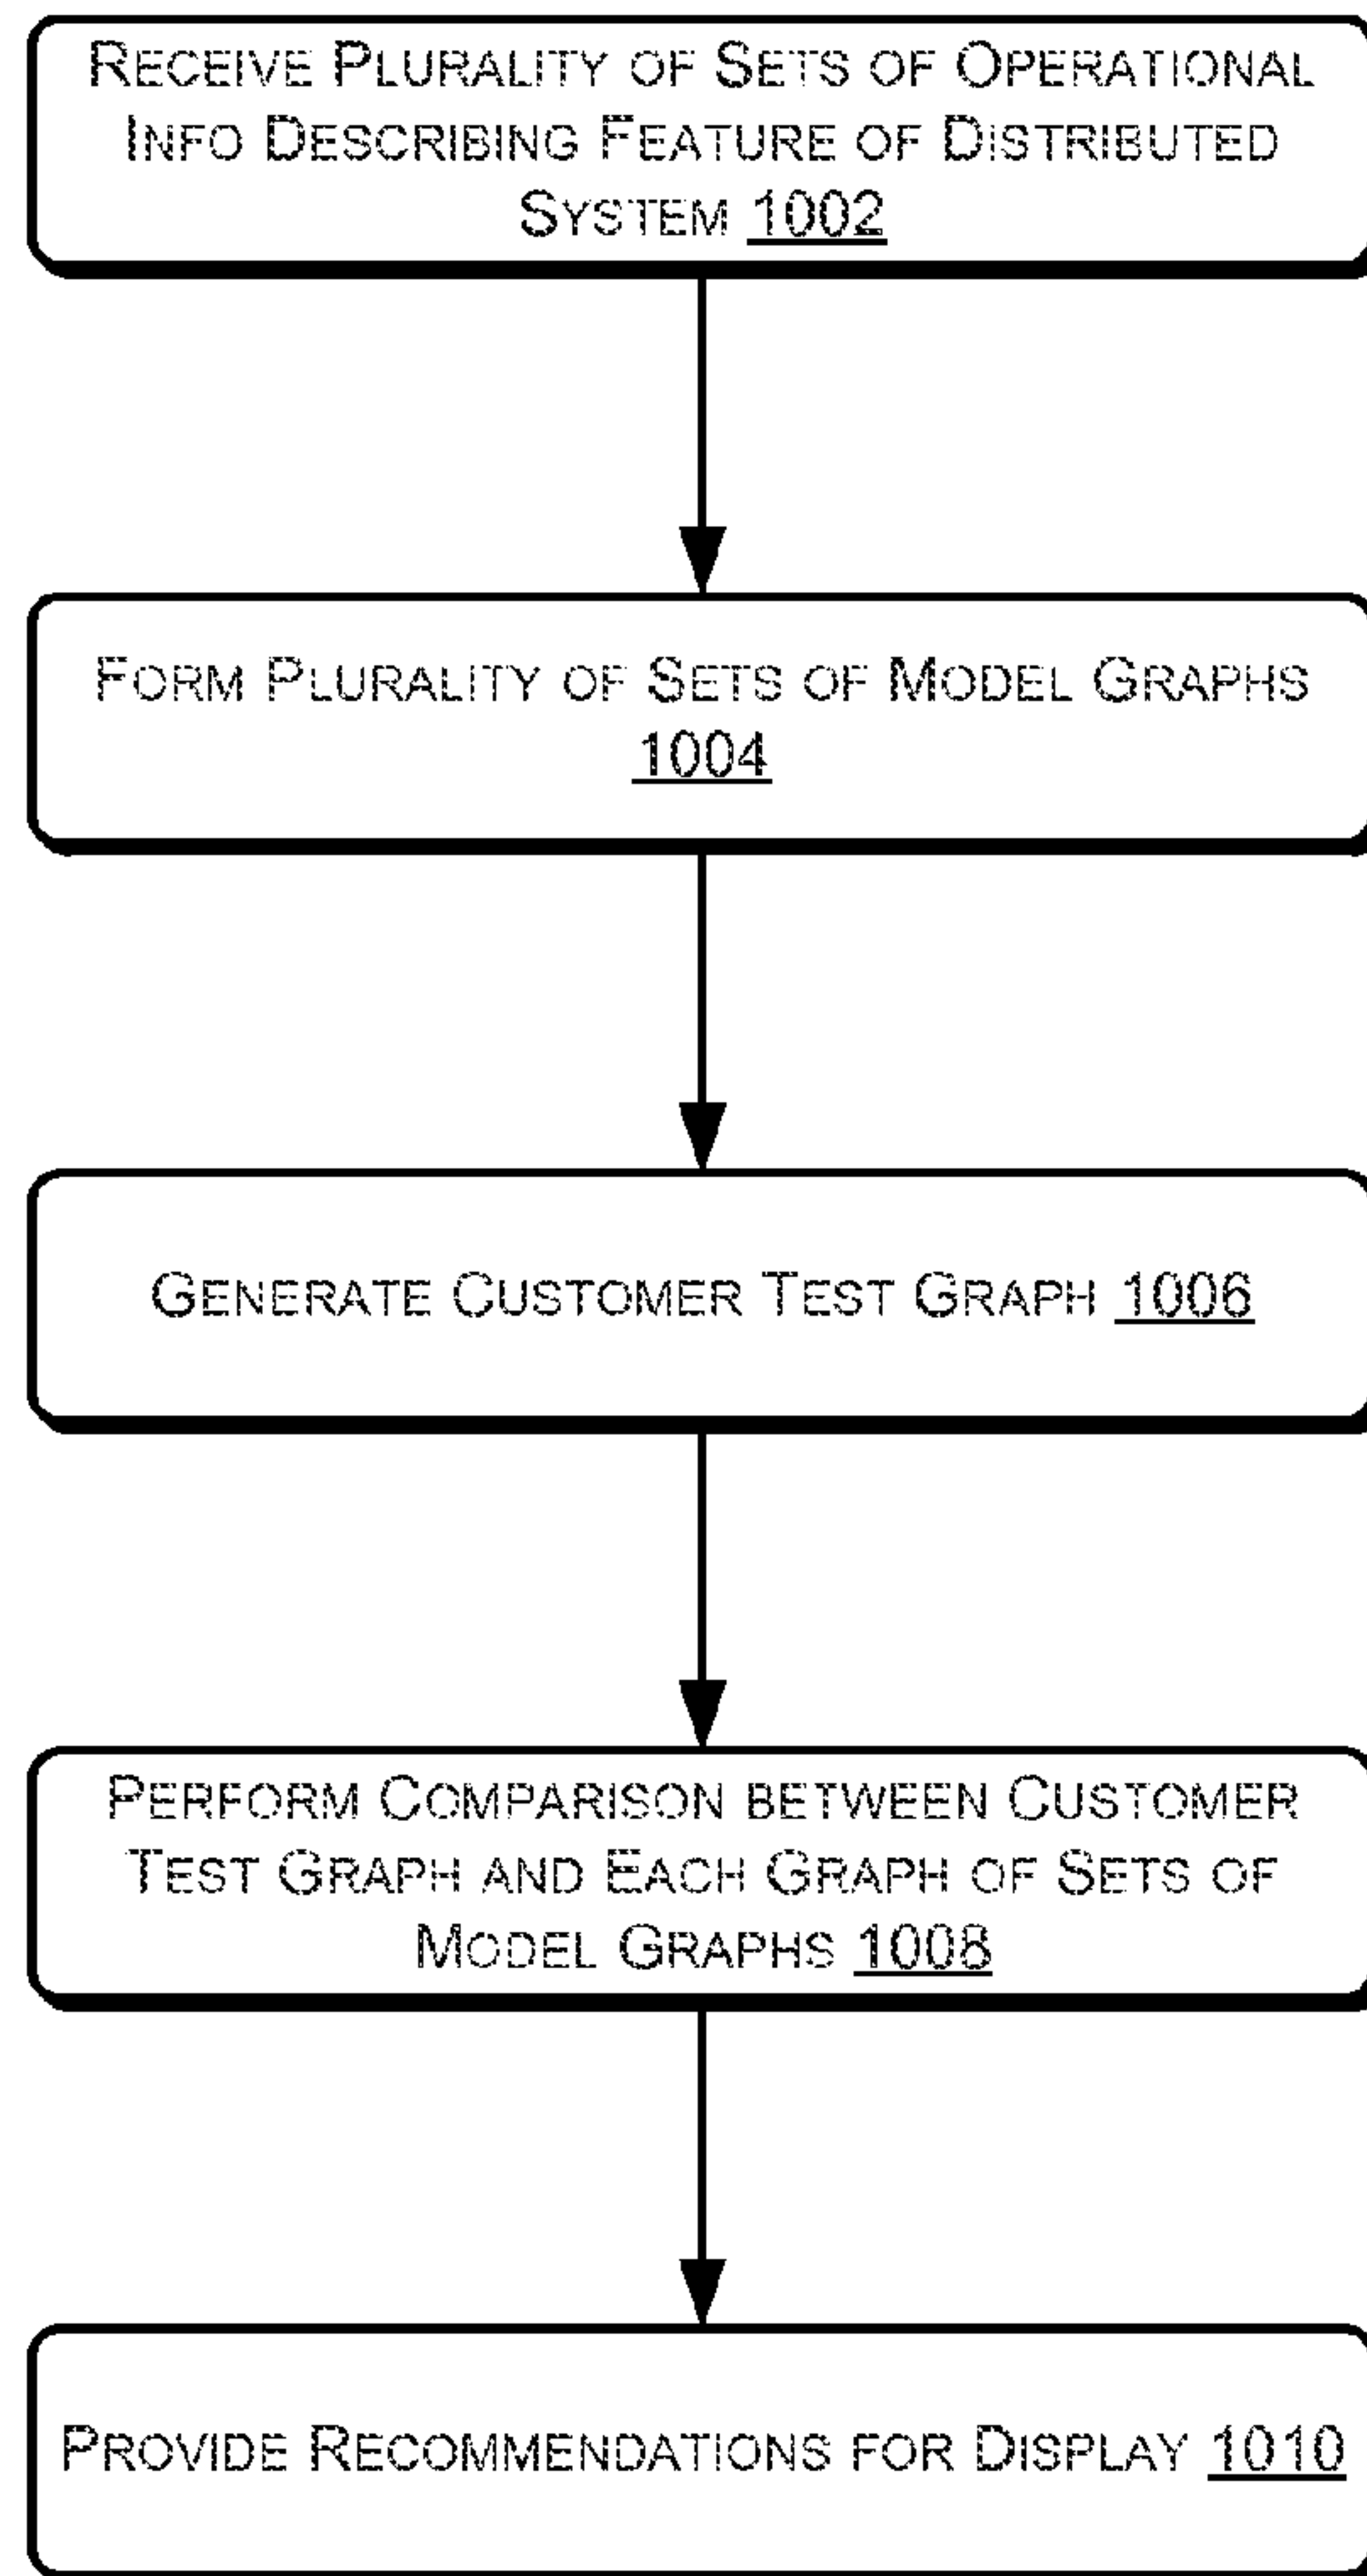 RECEIVE PLURALITY OF SETS OF OPERATIONAL
INFO DESCRIBING FEATURE OF DISTRIBUTED
SYSTEM 1002
FORM PLURALITY OF SETS OF MODEL GRAPHS
1004
GENERATE CUSTOMER TEST GRAPH 1006
PERFORM COMPARISON BETWEEN CUSTOMER
TEST GRAPH AND EACH GRAPH OF SETS OF
MODEL GRAPHS 1008
PROVIDE RECOMMENDATIONS FOR DISPLAY 1010